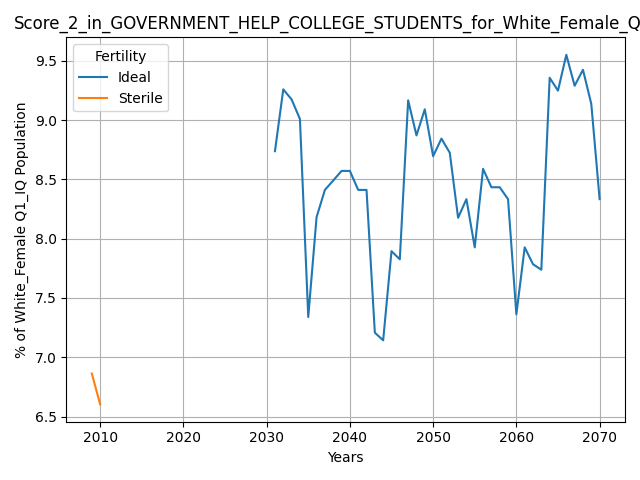 Score_2_in_GOVERNMENT_HELP_COLLEGE_STUDENTS_for_White_Female_Q
Fertility
Ideal
Sterile
% of White_Female Q1_IQ Population
9.5
9.0
8.5
8.0
7.5
7.0
6.5
2010 2020 2030 2040 2050 2060 2070
Years